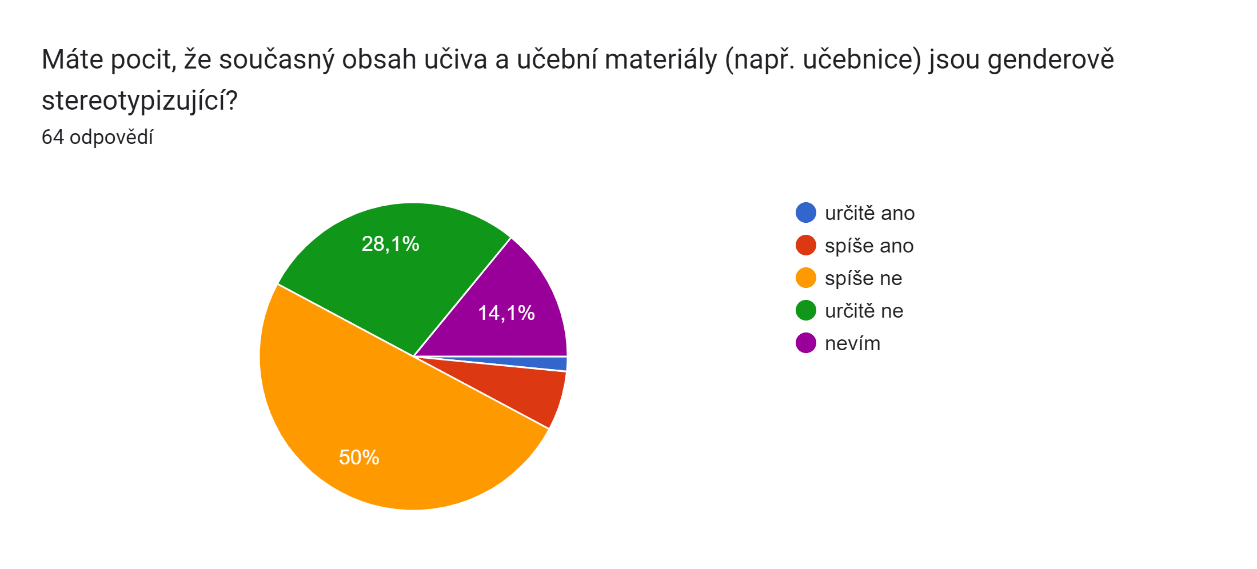 Máte pocit, že současný obsah učiva a učební materiály (např. učebnice) jsou genderově
stereotypizující?
64 odpovědí
určitě ano
spíše ano
spíše ne
určitě ne
nevím
28,1%
14,1%
50%